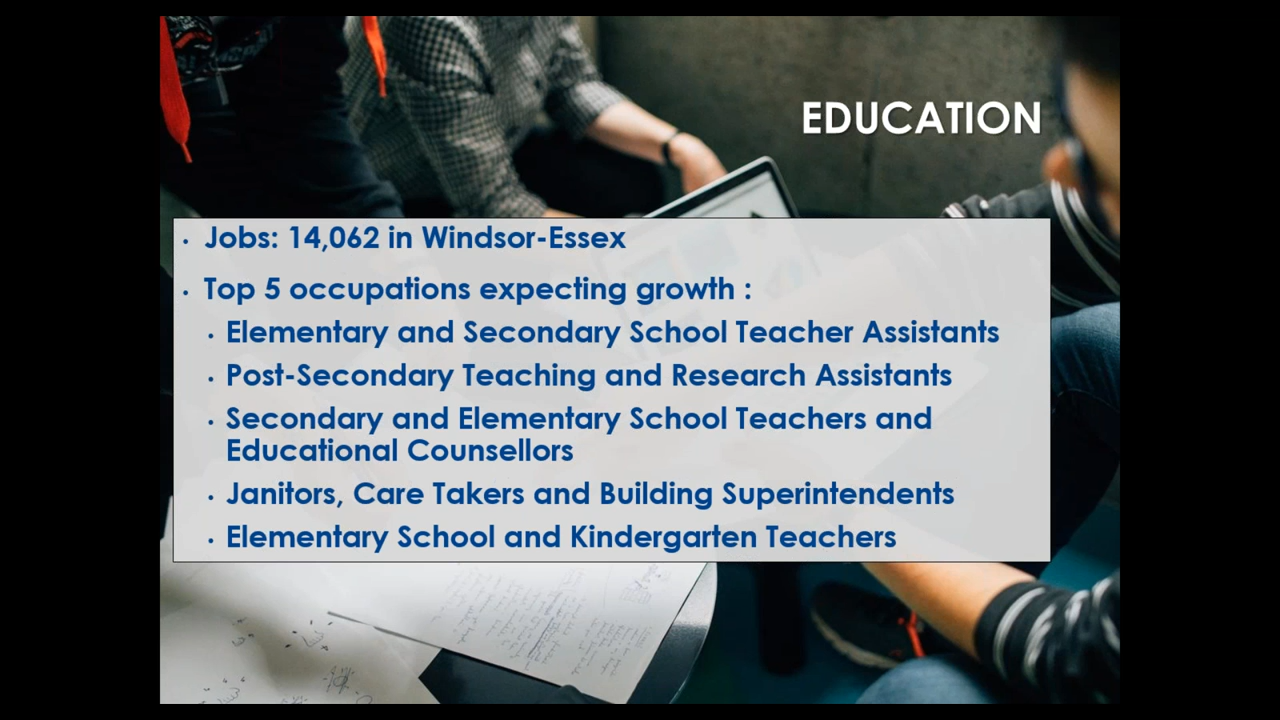 EDUCATION
• Jobs: 14,062 in Windsor-Essex
• Top 5 occupations expecting growth :
• Elementary and Secondary School Teacher Assistants
• Post-Secondary Teaching and Research Assistants
• Secondary and Elementary School Teachers and
Educational Counsellors
• Janitors, Care Takers and Building Superintendents
• Elementary School and Kindergarten Teachers